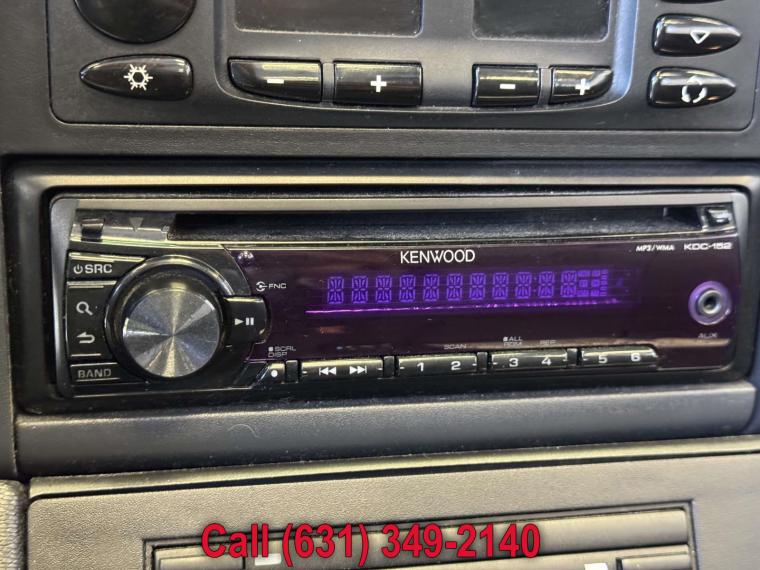 KENWOOD
MP3/WMA KDC-152
SRC
FNC
SCRL
DISP
SCAN
ALL
RDM
REP
1 2 3 4 5 6
BAND
AUX
Call (631) 349-2140